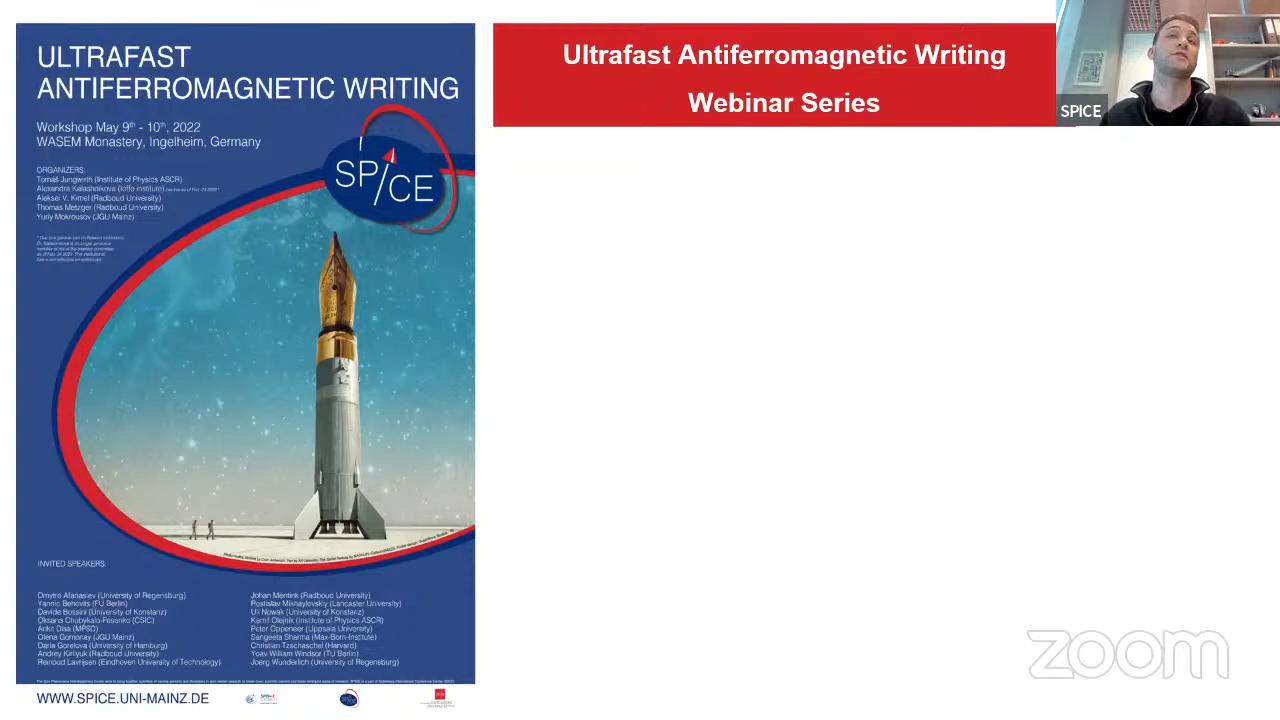 ULTRAFAST
ANTIFERROMAGNETIC WRITING
Workshop May 9th - 10th, 2022
WASEM Monastery, Ingelheim, Germany
ORGANIZERS:
Tomáš Jungwirth (Institute of Physics ASCR)
Alexandra Kalashnikova (Ioffe Institute)
Aleksei V. Kimel (Radboud University)
Thomas Metzger (Radboud University)
Yuriy Mokrousov (JGU Mainz)
SPICE
INVITED SPEAKERS:
Dmytro Afanasiev (University of Regensburg)
Yannic Behovits (FU Berlin)
Davide Bossini (University of Konstanz)
Oksana Chubykalo-Fesenko (CSIC)
Ankit Disa (MPSD)
Olena Gomonay (JGU Mainz)
Daria Gorelova (University of Hamburg)
Andrey Kirilyuk (Radboud University)
Reinoud Lavrijsen (Eindhoven University of Technology)
Johan Mentink (Radboud University)
Rostislav Mikhaylovskiy (Lancaster University)
Uli Nowak (University of Konstanz)
Kamil Olejnik (Institute of Physics ASCR)
Peter Oppeneer (Uppsala University)
Sangeeta Sharma (Max-Born-Institute)
Christian Tzschaschel (Harvard)
Yoav William Windsor (TU Berlin)
Joerg Wunderlich (University of Regensburg)
WWW.SPICE.UNI-MAINZ.DE
Ultrafast Antiferromagnetic Writing
Webinar Series
SPICE
zoom